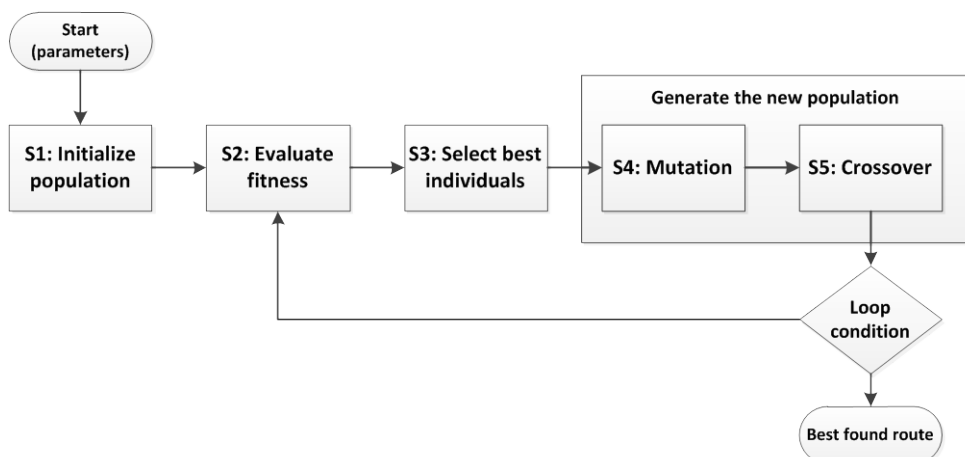 Start
(parameters)
Generate the new population
S1: Initialize
population
S2: Evaluate
fitness
S3: Select best
individuals
S4: Mutation
S5: Crossover
Loop
condition
Best found route